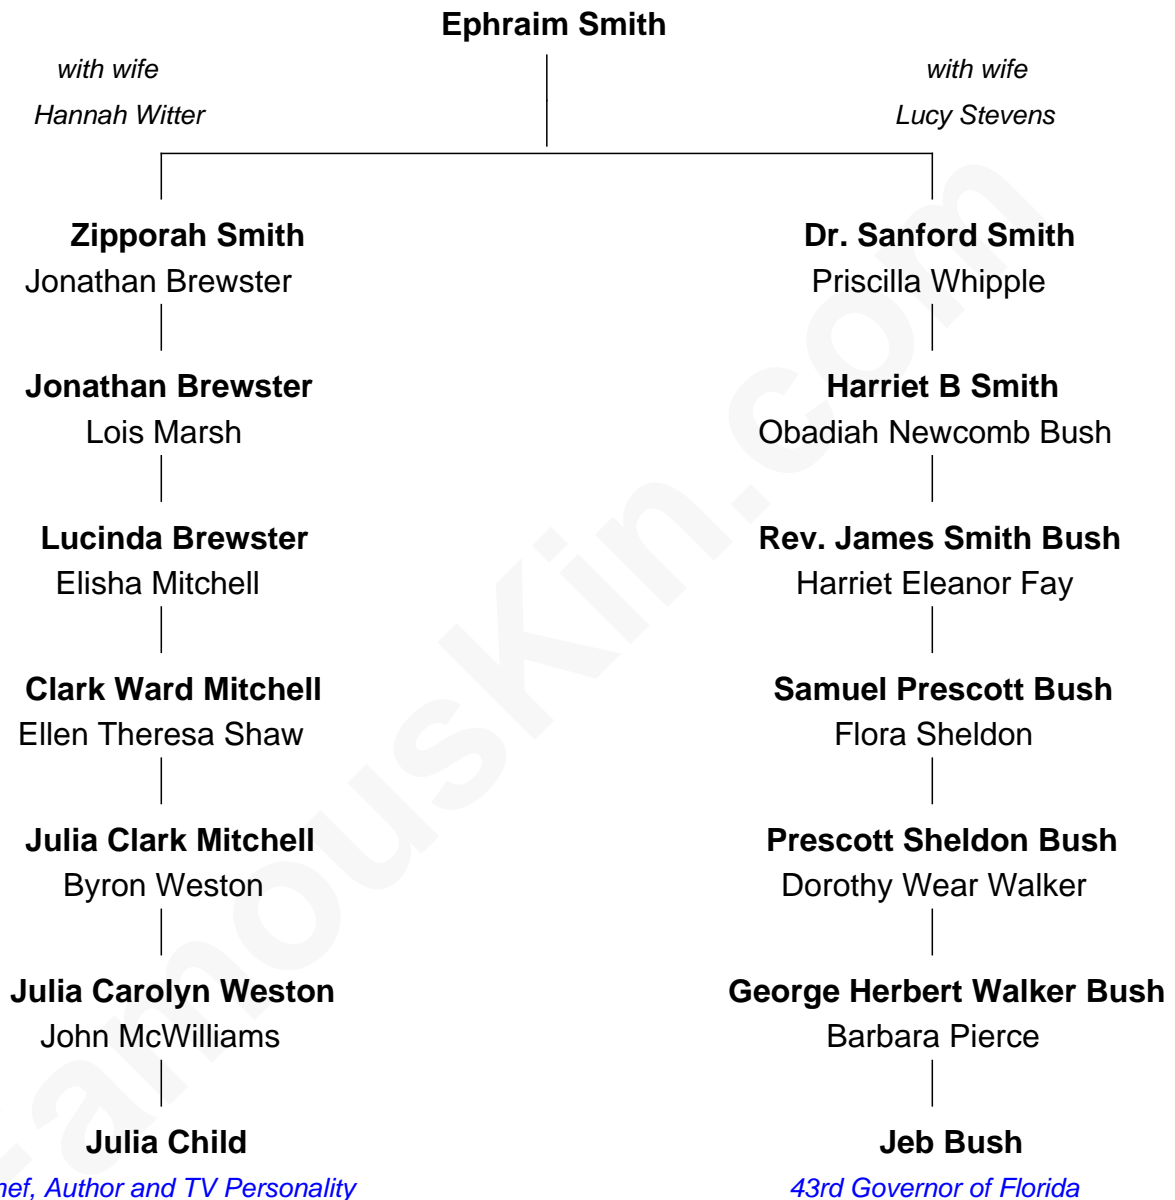 Ephraim Smith
with wife
Hannah Witter
with wife
Lucy Stevens
Zipporah Smith
Jonathan Brewster
Dr. Sanford Smith
Priscilla Whipple
Jonathan Brewster
Lois Marsh
Harriet B Smith
Obadiah Newcomb Bush
Lucinda Brewster
Elisha Mitchell
Rev. James Smith Bush
Harriet Eleanor Fay
Clark Ward Mitchell
Ellen Theresa Shaw
Samuel Prescott Bush
Flora Sheldon
Julia Clark Mitchell
Byron Weston
Prescott Sheldon Bush
Dorothy Wear Walker
Julia Carolyn Weston
John McWilliams
George Herbert Walker Bush
Barbara Pierce
Julia Child
nef, Author and TV Personality
Jeb Bush
43rd Governor of Florida
amousKin.com